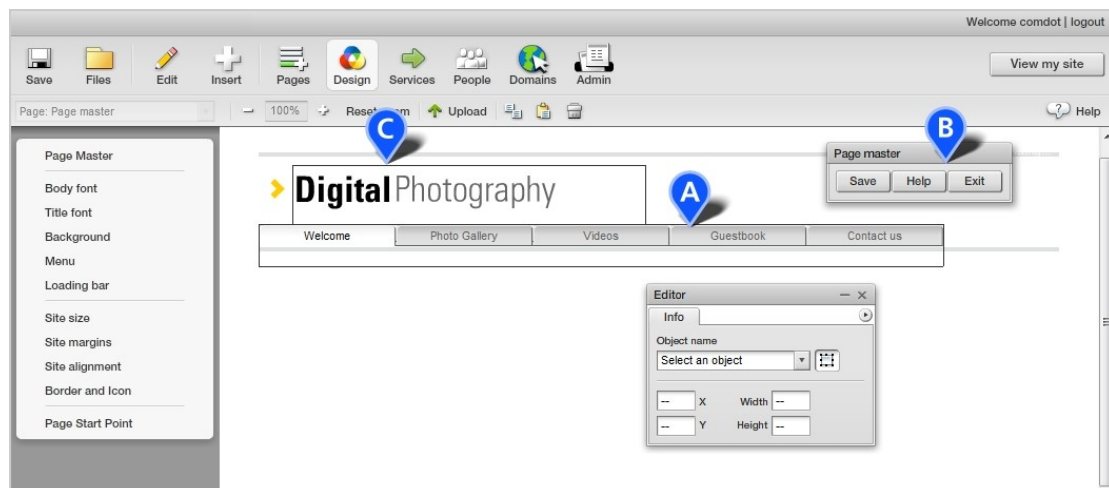 Welcome comdot | logout
Save Files Edit Insert Pages Design Services People Domains Admin
View my site
Page: Page master 100% Reset Upload Help
C
B
A
Page Master
Body font
Title font
Background
Menu
Loading bar
Site size
Site margins
Site alignment
Border and Icon
Page Start Point
Digital Photography
Welcome Photo Gallery Videos Guestbook Contact us
Page master
Save Help Exit
Editor
Info
Object name
Select an object
-- X Width --
-- Y Height --